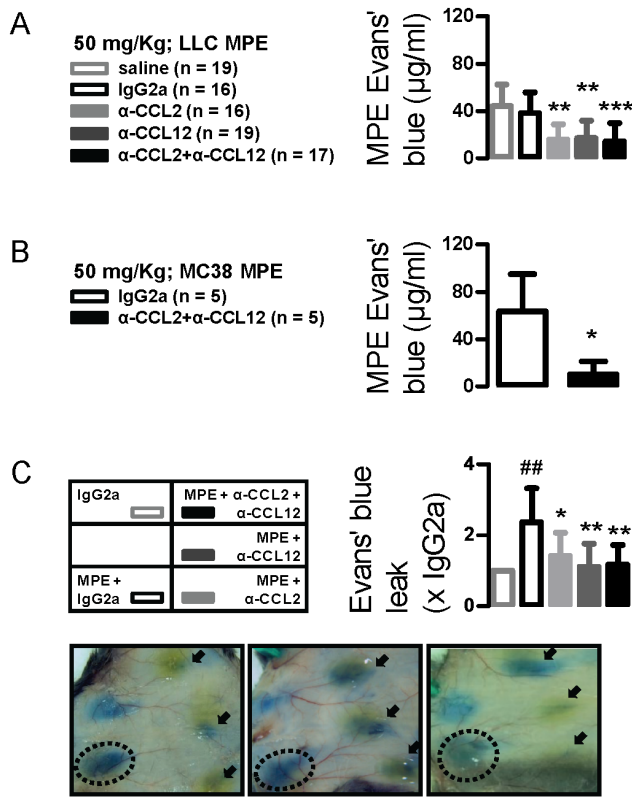 A
50 mg/Kg; LLC MPE
saline (n = 19)
IgG2a (n = 16)
α-CCL2 (n = 16)
α-CCL12 (n = 19)
α-CCL2+α-CCL12 (n = 17)
MPE Evans'
blue (µg/ml)
120
80
40
0
** ** ***
B
50 mg/Kg; MC38 MPE
IgG2a (n = 5)
α-CCL2+α-CCL12 (n = 5)
MPE Evans'
blue (µg/ml)
120
80
40
0
*
C
IgG2a
MPE + α-CCL2 +
α-CCL12
MPE +
α-CCL12
MPE +
IgG2a
MPE +
α-CCL2
Evans' blue
leak
(x IgG2a)
4
2
0
## * ** **